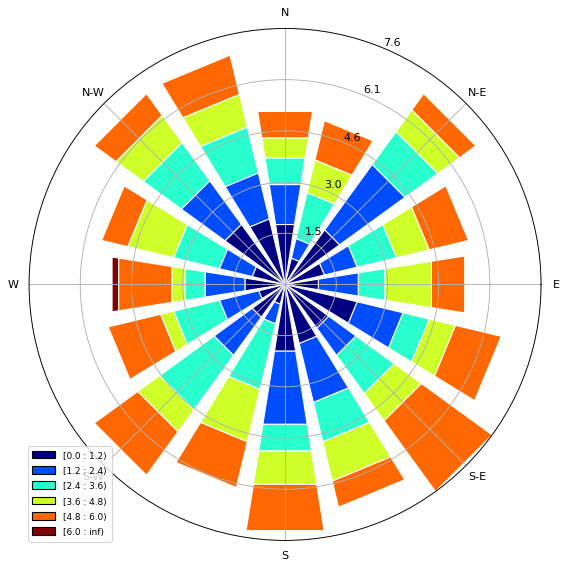 N
7.6
6.1
N-W
N-E
4.6
3.0
1.5
W
E
[0.0 : 1.2)
[1.2 : 2.4)
[2.4 : 3.6)
[3.6 : 4.8)
[4.8 : 6.0)
[6.0 : inf)
S-W
S-E
S